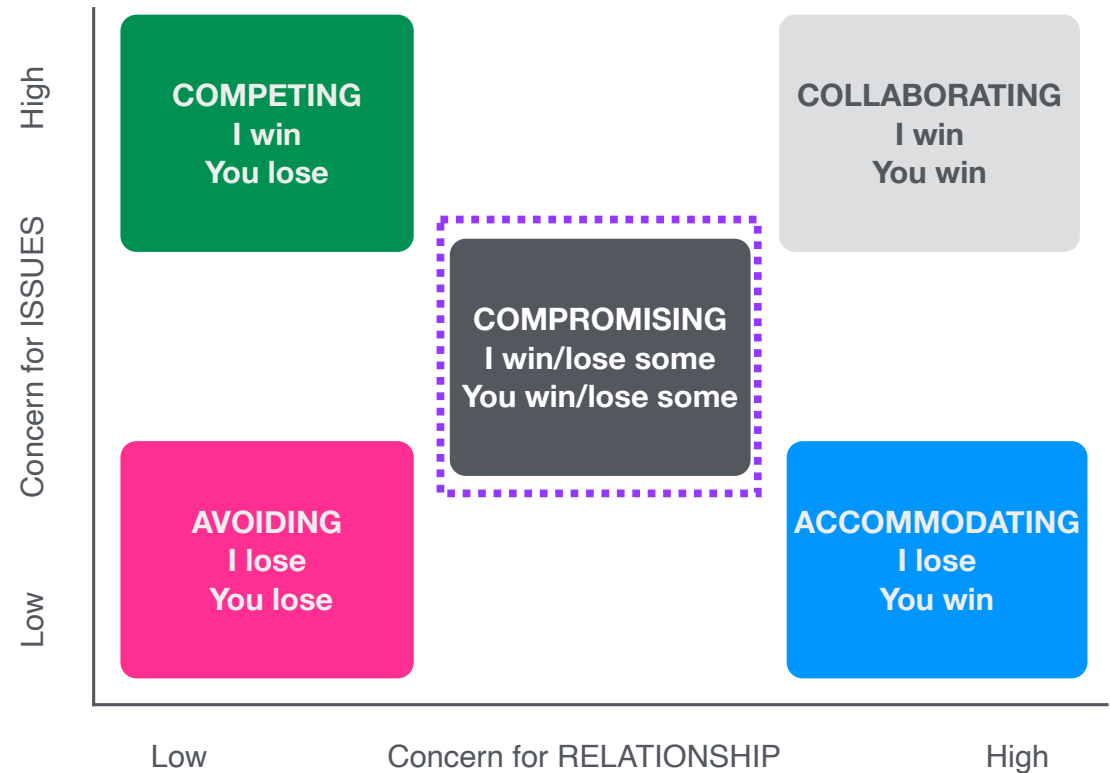 High
COMPETING
I win
You lose
COLLABORATING
I win
You win
Concern for ISSUES
COMPROMISING
I win/lose some
You win/lose some
AVOIDING
I lose
You lose
ACCOMMODATING
I lose
You win
Low
Low
Concern for RELATIONSHIP
High